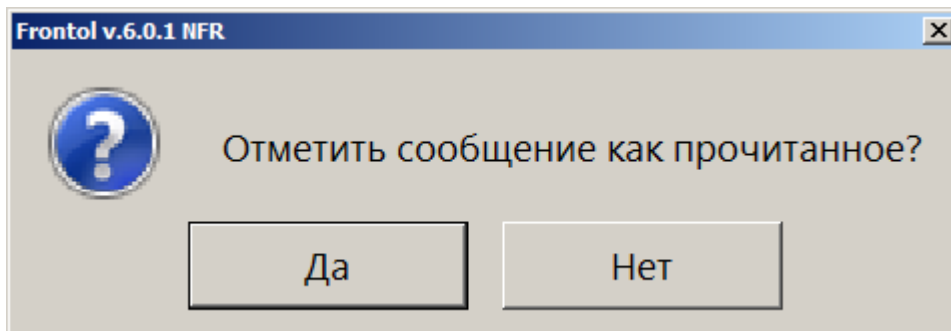 Frontol v.6.0.1 NFR
Отметить сообщение как прочитанное?
Да
Нет